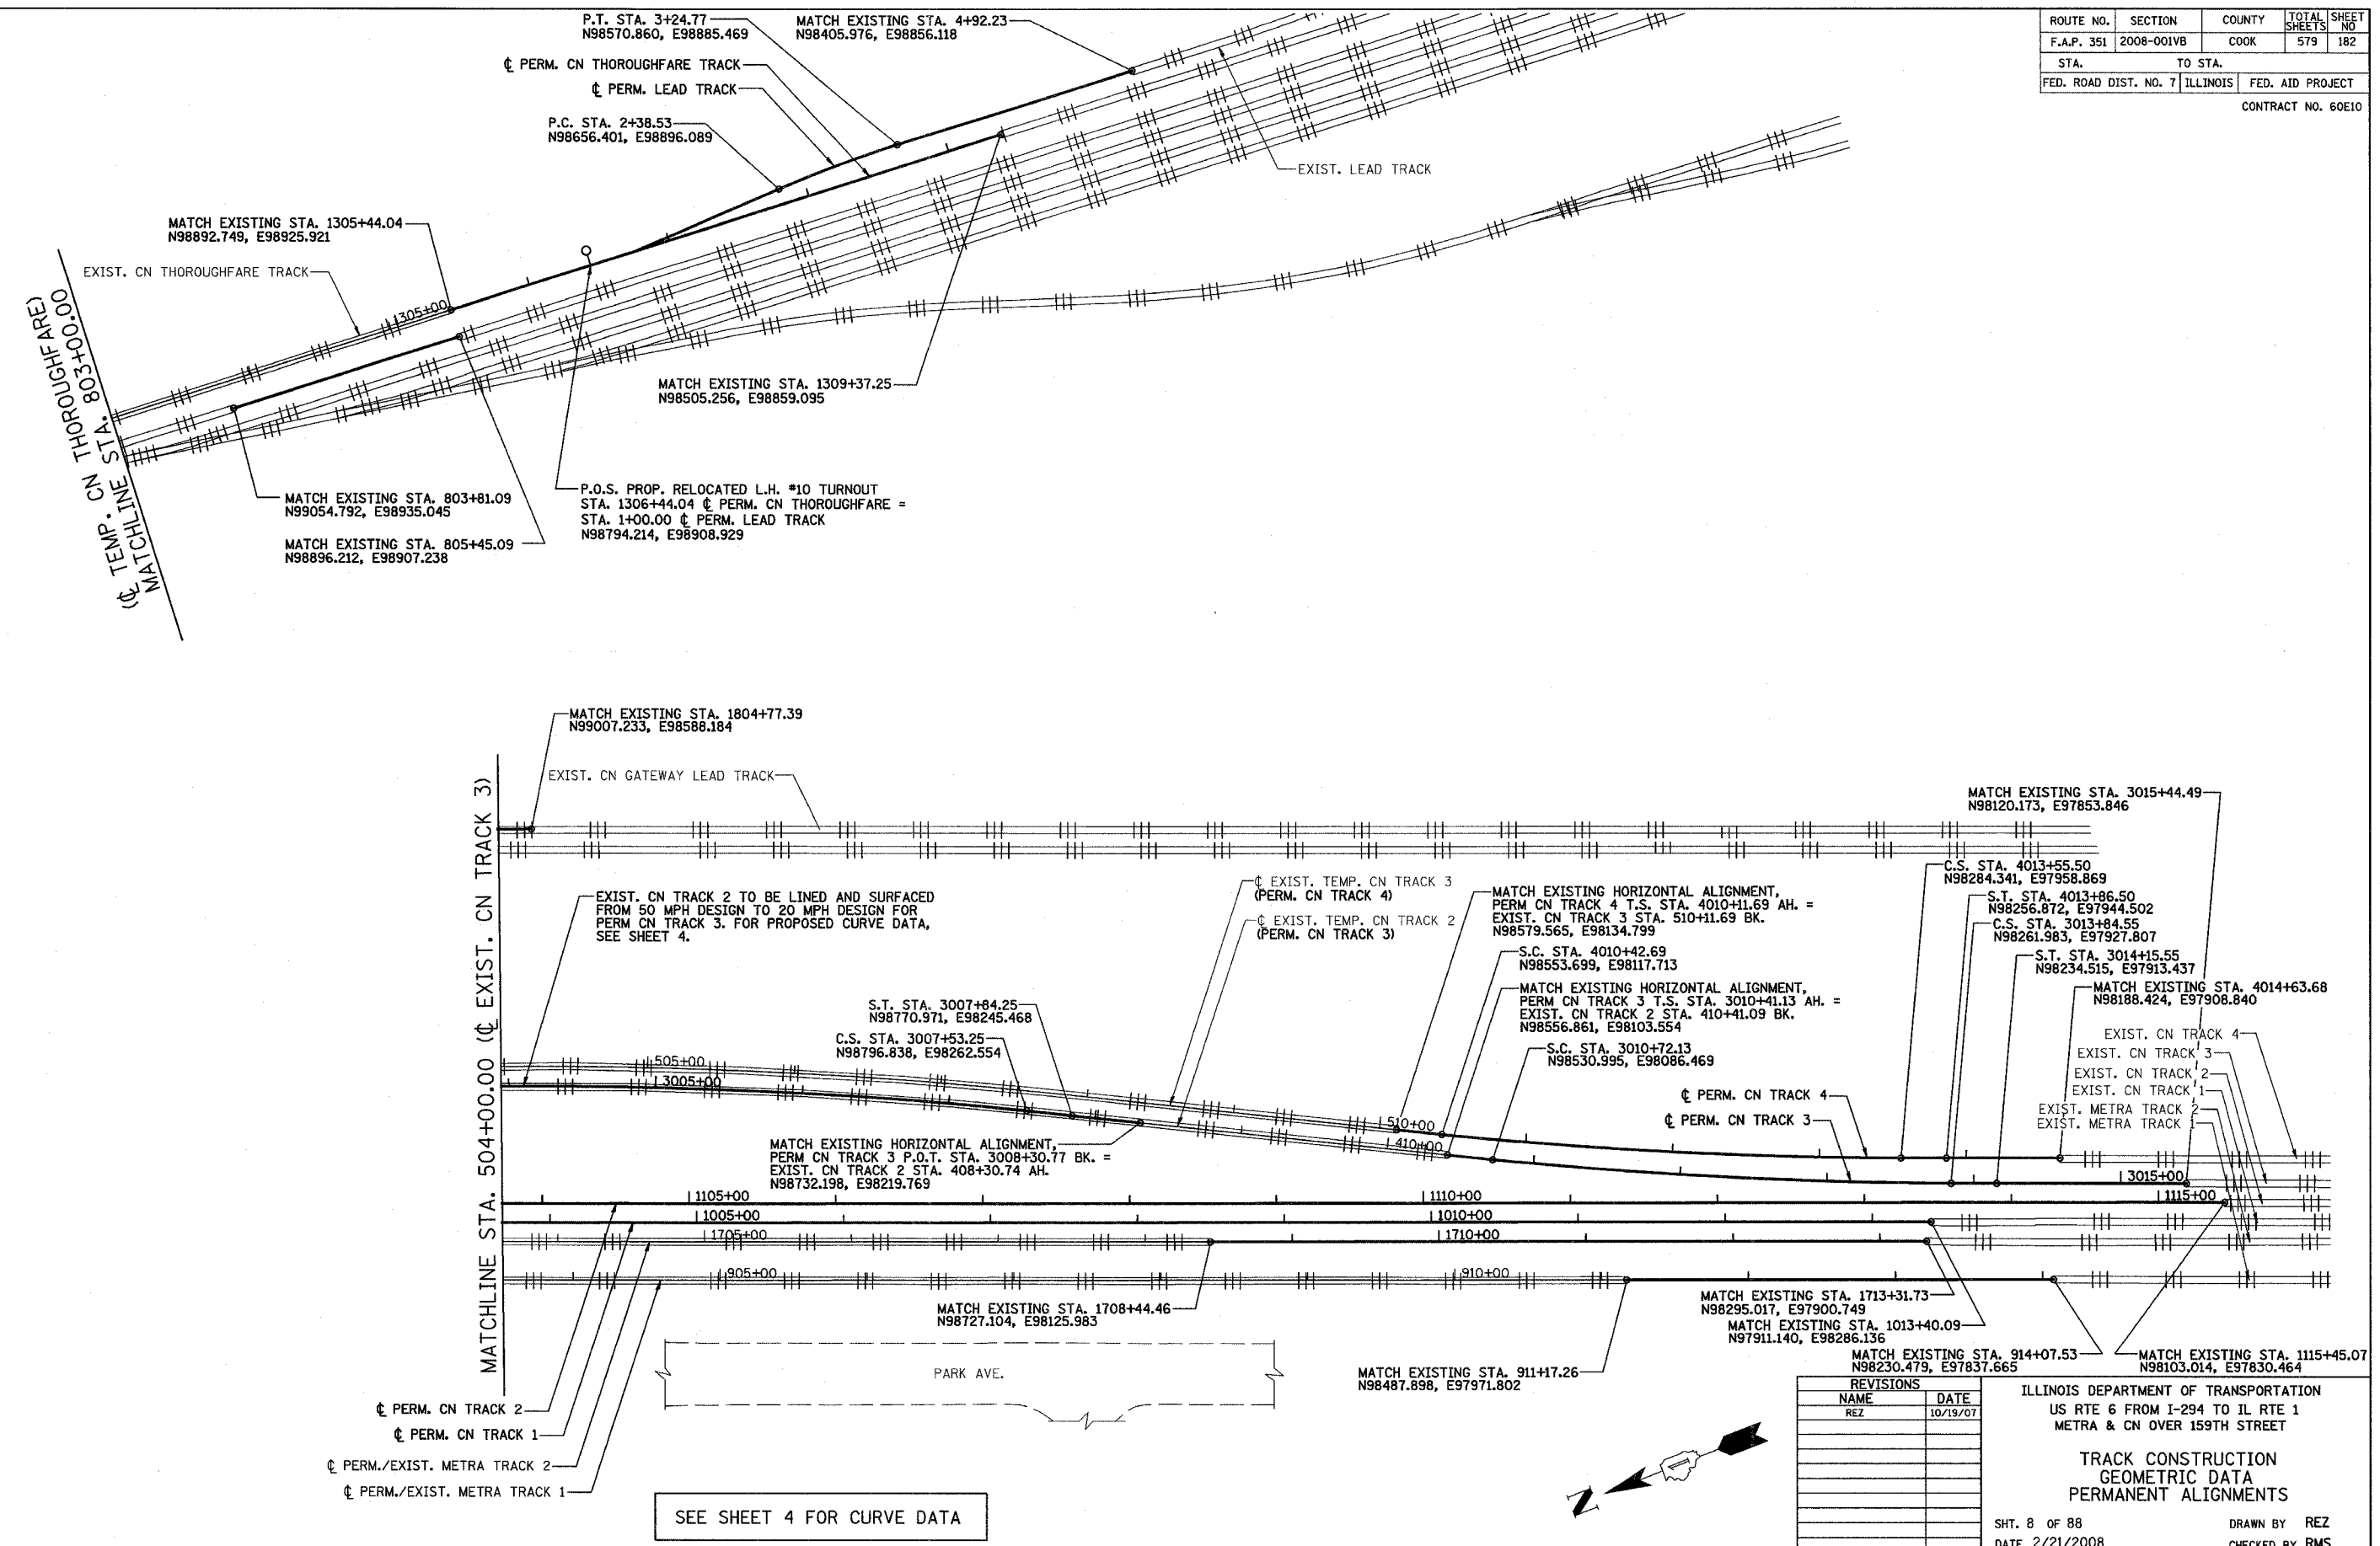 P.T. STA. 3+24.77
N98570.860, E98885.469
MATCH EXISTING STA. 4+92.23
N98405.976, E98856.118
℄ PERM. CN THOROUGHFARE TRACK
℄ PERM. LEAD TRACK
P.C. STA. 2+38.53
N98656.401, E98896.089
ROUTE NO. SECTION COUNTY TOTAL SHEETS SHEET NO
F.A.P. 351 2008-001VB COOK 579 182
STA. TO STA.
FED. ROAD DIST. NO. 7 ILLINOIS FED. AID PROJECT
CONTRACT NO. 60E10
EXIST. LEAD TRACK
MATCH EXISTING STA. 1305+44.04
N98892.749, E98925.921
EXIST. CN THOROUGHFARE TRACK
1305+00
(℄ TEMP. CN THOROUGHFARE)
MATCHLINE STA. 803+00.00
MATCH EXISTING STA. 1309+37.25
N98505.256, E98859.095
MATCH EXISTING STA. 803+81.09
N99054.792, E98935.045
MATCH EXISTING STA. 805+45.09
N98896.212, E98907.238
P.O.S. PROP. RELOCATED L.H. #10 TURNOUT
STA. 1306+44.04 ℄ PERM. CN THOROUGHFARE =
STA. 1+00.00 ℄ PERM. LEAD TRACK
N98794.214, E98908.929
MATCH EXISTING STA. 1804+77.39
N99007.233, E98588.184
EXIST. CN GATEWAY LEAD TRACK
MATCHLINE STA. 504+00.00 (℄ EXIST. CN TRACK 3)
MATCH EXISTING STA. 3015+44.49
N98120.173, E97853.846
EXIST. CN TRACK 2 TO BE LINED AND SURFACED
FROM 50 MPH DESIGN TO 20 MPH DESIGN FOR
PERM CN TRACK 3. FOR PROPOSED CURVE DATA,
SEE SHEET 4.
℄ EXIST. TEMP. CN TRACK 3
(PERM. CN TRACK 4)
℄ EXIST. TEMP. CN TRACK 2
(PERM. CN TRACK 3)
MATCH EXISTING HORIZONTAL ALIGNMENT,
PERM CN TRACK 4 T.S. STA. 4010+11.69 AH. =
EXIST. CN TRACK 3 STA. 510+11.69 BK.
N98579.565, E98134.799
S.C. STA. 4010+42.69
N98553.699, E98117.713
MATCH EXISTING HORIZONTAL ALIGNMENT,
PERM CN TRACK 3 T.S. STA. 3010+41.13 AH. =
EXIST. CN TRACK 2 STA. 410+41.09 BK.
N98556.861, E98103.554
S.C. STA. 3010+72.13
N98530.995, E98086.469
C.S. STA. 4013+55.50
N98284.341, E97958.869
S.T. STA. 4013+86.50
N98256.872, E97944.502
C.S. STA. 3013+84.55
N98261.983, E97927.807
S.T. STA. 3014+15.55
N98234.515, E97913.437
MATCH EXISTING STA. 4014+63.68
N98188.424, E97908.840
EXIST. CN TRACK 4
EXIST. CN TRACK 3
EXIST. CN TRACK 2
EXIST. CN TRACK 1
EXIST. METRA TRACK 2
EXIST. METRA TRACK 1
S.T. STA. 3007+84.25
N98770.971, E98245.468
C.S. STA. 3007+53.25
N98796.838, E98262.554
℄ PERM. CN TRACK 4
℄ PERM. CN TRACK 3
505+00
3005+00
510+00
410+00
3015+00
MATCH EXISTING HORIZONTAL ALIGNMENT,
PERM CN TRACK 3 P.O.T. STA. 3008+30.77 BK. =
EXIST. CN TRACK 2 STA. 408+30.74 AH.
N98732.198, E98219.769
1105+00
1110+00
1115+00
1005+00
1010+00
1705+00
1710+00
905+00
910+00
MATCH EXISTING STA. 1708+44.46
N98727.104, E98125.983
MATCH EXISTING STA. 1713+31.73
N98295.017, E97900.749
MATCH EXISTING STA. 1013+40.09
N97911.140, E98286.136
MATCH EXISTING STA. 914+07.53
N98230.479, E97837.665
MATCH EXISTING STA. 1115+45.07
N98103.014, E97830.464
MATCH EXISTING STA. 911+17.26
N98487.898, E97971.802
PARK AVE.
℄ PERM. CN TRACK 2
℄ PERM. CN TRACK 1
℄ PERM./EXIST. METRA TRACK 2
℄ PERM./EXIST. METRA TRACK 1
SEE SHEET 4 FOR CURVE DATA
N
REVISIONS
NAME DATE
REZ 10/19/07
ILLINOIS DEPARTMENT OF TRANSPORTATION
US RTE 6 FROM I-294 TO IL RTE 1
METRA & CN OVER 159TH STREET
TRACK CONSTRUCTION
GEOMETRIC DATA
PERMANENT ALIGNMENTS
SHT. 8 OF 88 DRAWN BY REZ
DATE 2/21/2008 CHECKED BY RMS